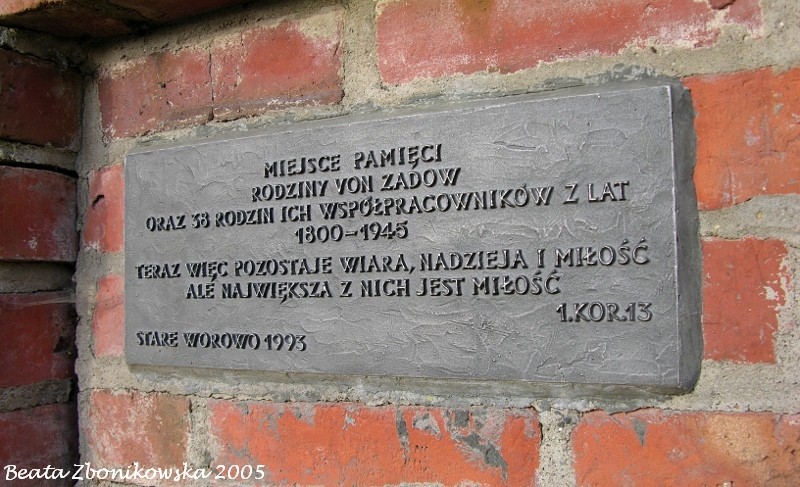 MIEJSCE PAMIĘCI
RODZINY VON ZADOW
ORAZ 38 RODZIN ICH WSPÓŁPRACOWNIKÓW Z LAT
1800-1945
TERAZ WIĘC POZOSTAJE WIARA, NADZIEJA I MIŁOŚĆ
ALE NAJWIĘKSZA Z NICH JEST MIŁOŚĆ
1.KOR.13
STARE WOROWO 1993
Beata Zbonikowska 2005